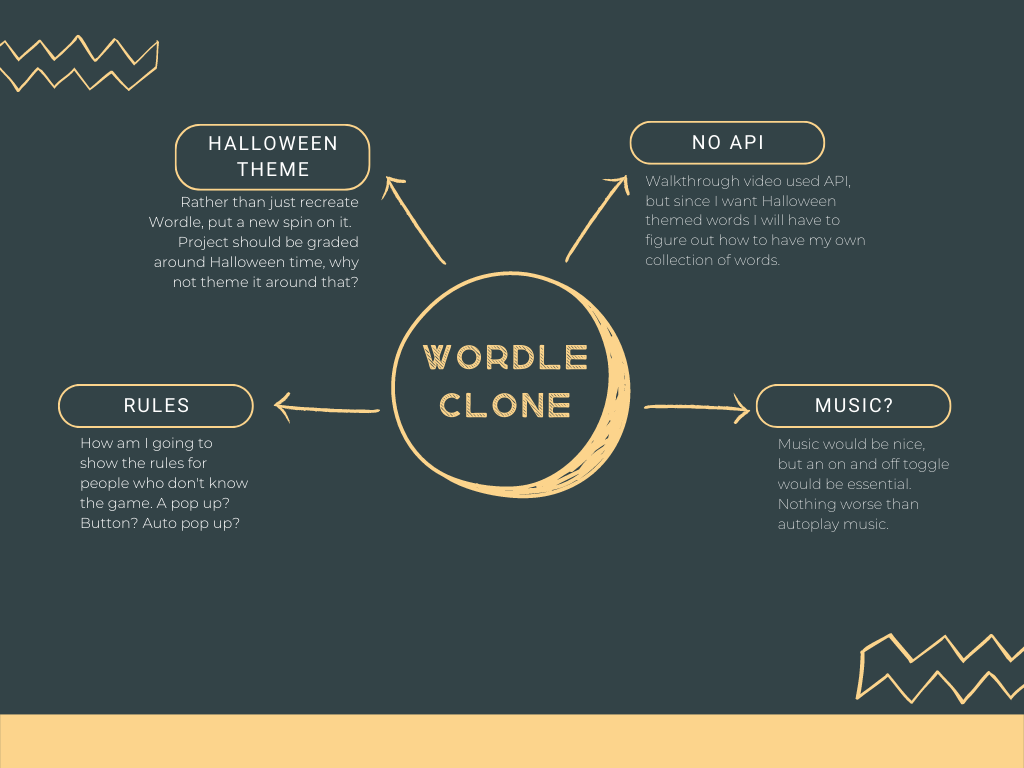 HALLOWEEN
THEME
Rather than just recreate
Wordle, put a new spin on it.
Project should be graded
around Halloween time, why
not theme it around that?
NO API
Walkthrough video used API,
but since I want Halloween
themed words I will have to
figure out how to have my own
collection of words.
WORDLE
CLONE
RULES
How am I going to
show the rules for
people who don't know
the game. A pop up?
Button? Auto pop up?
MUSIC?
Music would be nice,
but an on and off toggle
would be essential.
Nothing worse than
autoplay music.